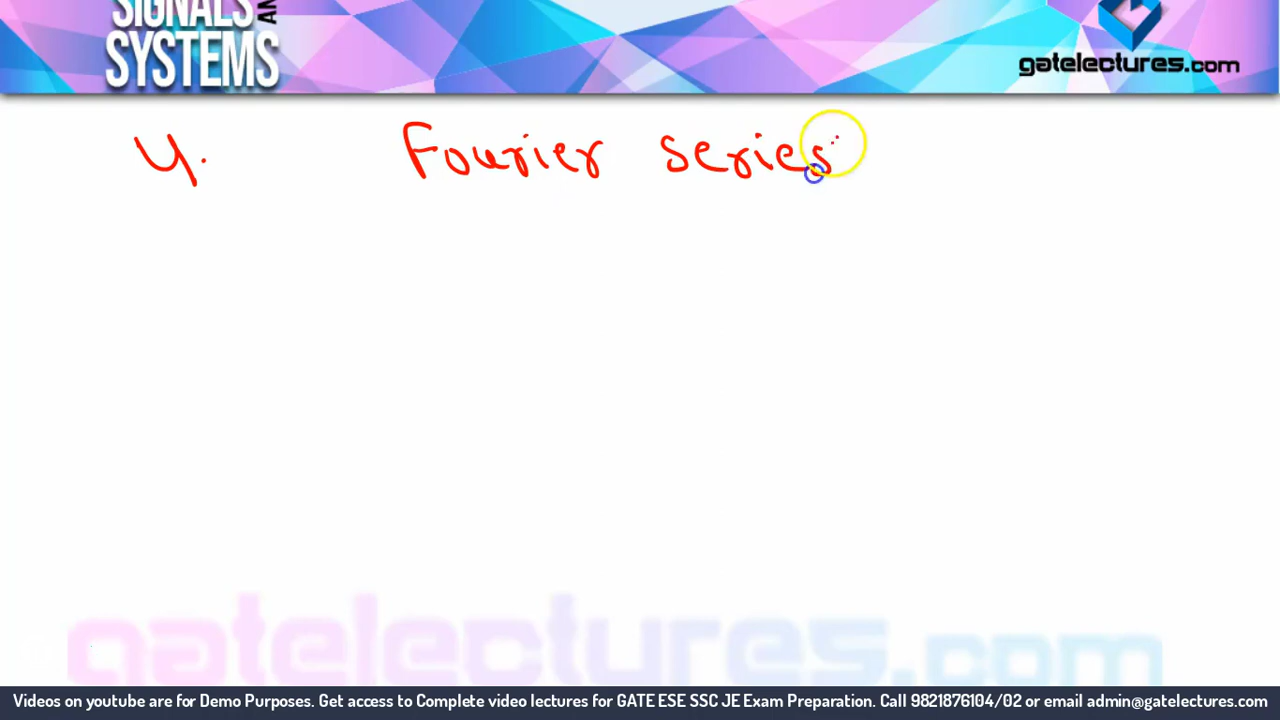 SIGNALS AND
SYSTEMS
gatelectures.com
4. Fourier series
gatelectures.com
Videos on youtube are for Demo Purposes. Get access to Complete video lectures for GATE ESE SSC JE Exam Preparation. Call 9821876104/02 or email admin@gatelectures.com